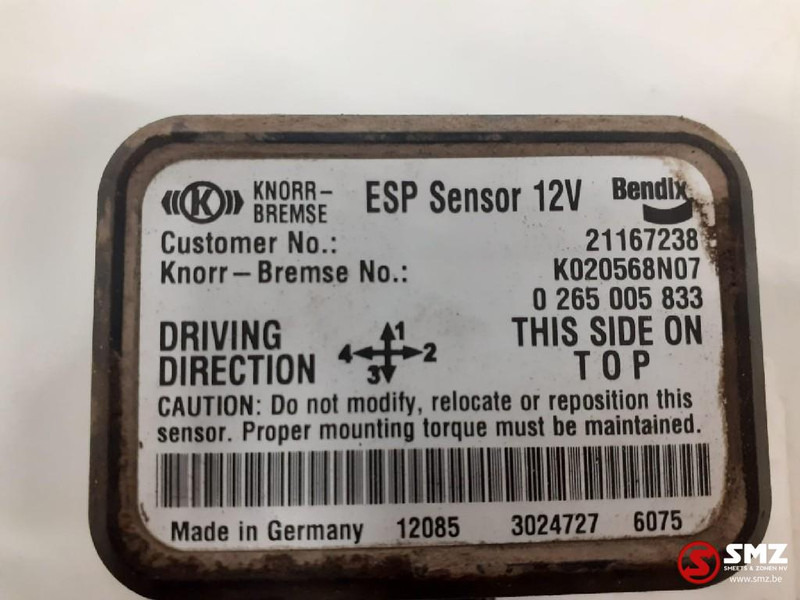 K KNORR-BREMSE ESP Sensor 12V Bendix
Customer No.: 21167238
Knorr-Bremse No.: K020568N07
0 265 005 833
DRIVING DIRECTION
1
4 2
3
THIS SIDE ON
TOP
CAUTION: Do not modify, relocate or reposition this
sensor. Proper mounting torque must be maintained.
Made in Germany 12085 3024727 6075
SMZ
SHEETS & ZONEN NV
www.smz.be